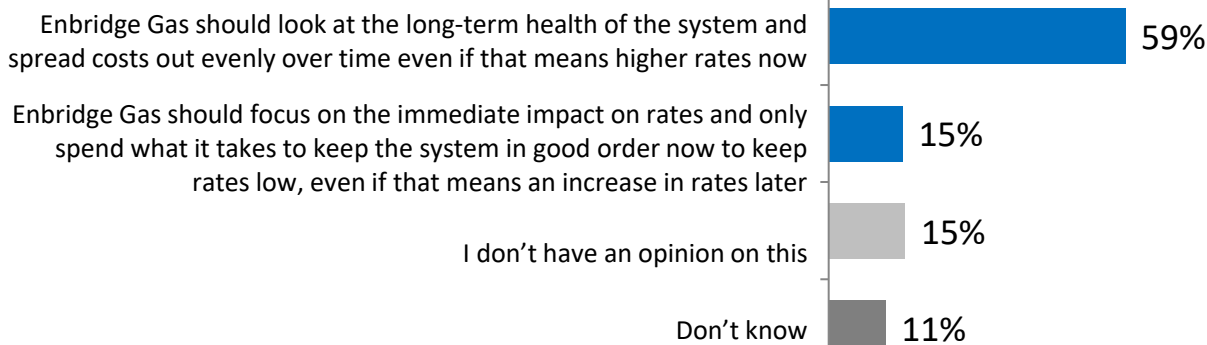 Enbridge Gas should look at the long-term health of the system and
spread costs out evenly over time even if that means higher rates now
59%
Enbridge Gas should focus on the immediate impact on rates and only
spend what it takes to keep the system in good order now to keep
rates low, even if that means an increase in rates later
15%
I don’t have an opinion on this
15%
Don’t know
11%